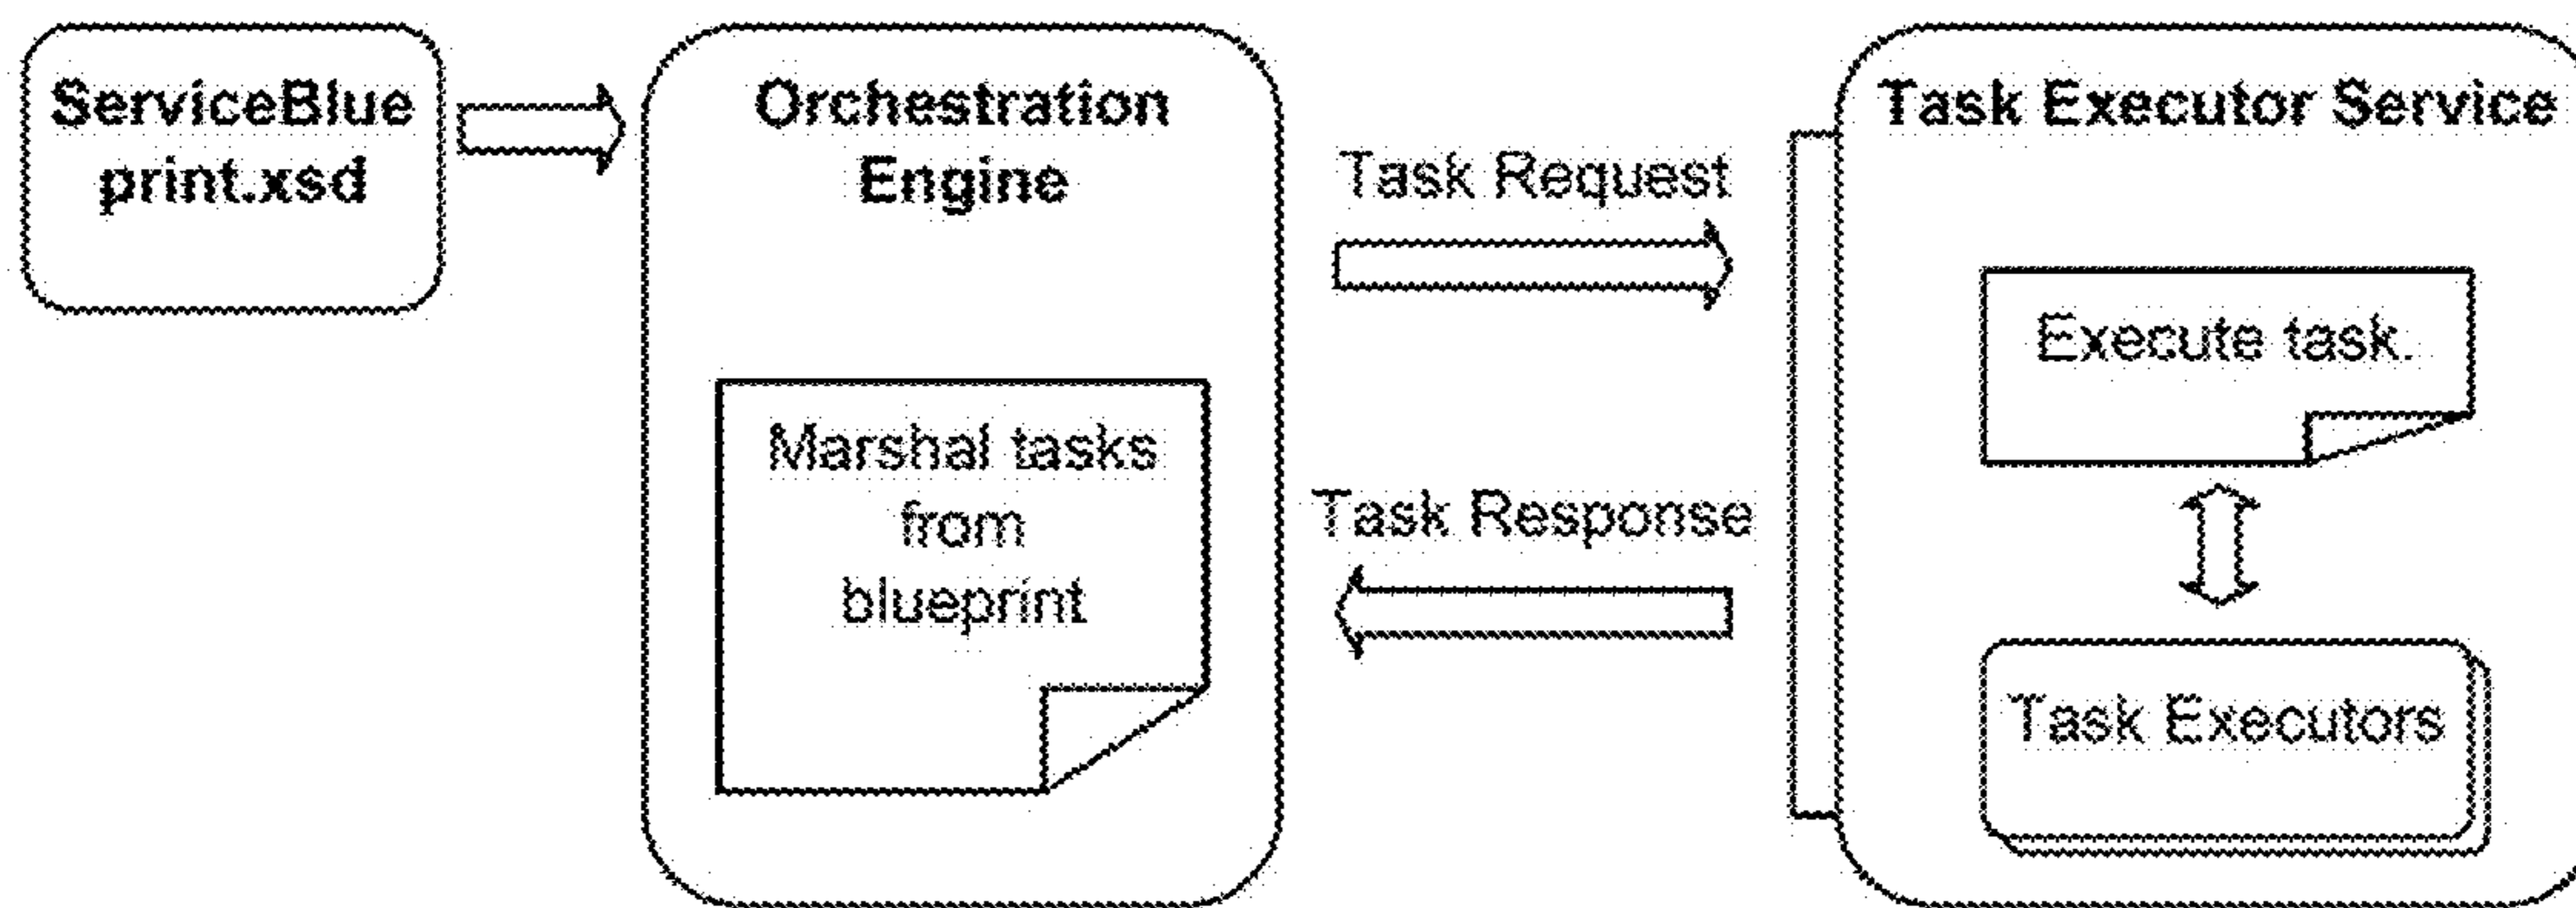 ServiceBlue
print.xsd
Orchestration
Engine
Marshal tasks
from
blueprint
Task Request
Task Response
Task Executor Service
Execute task.
Task Executors